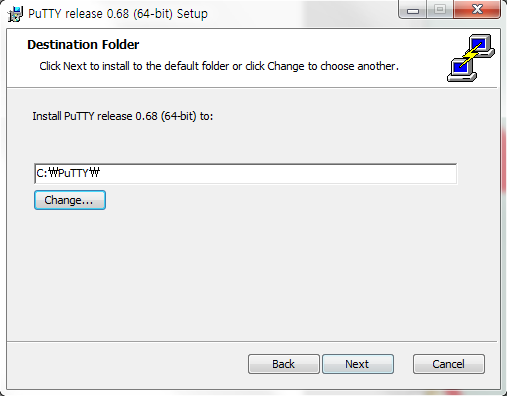 PuTTY release 0.68 (64-bit) Setup
Destination Folder
Click Next to install to the default folder or click Change to choose another.
Install PuTTY release 0.68 (64-bit) to:
C:₩PuTTY₩
Change...
Back Next Cancel